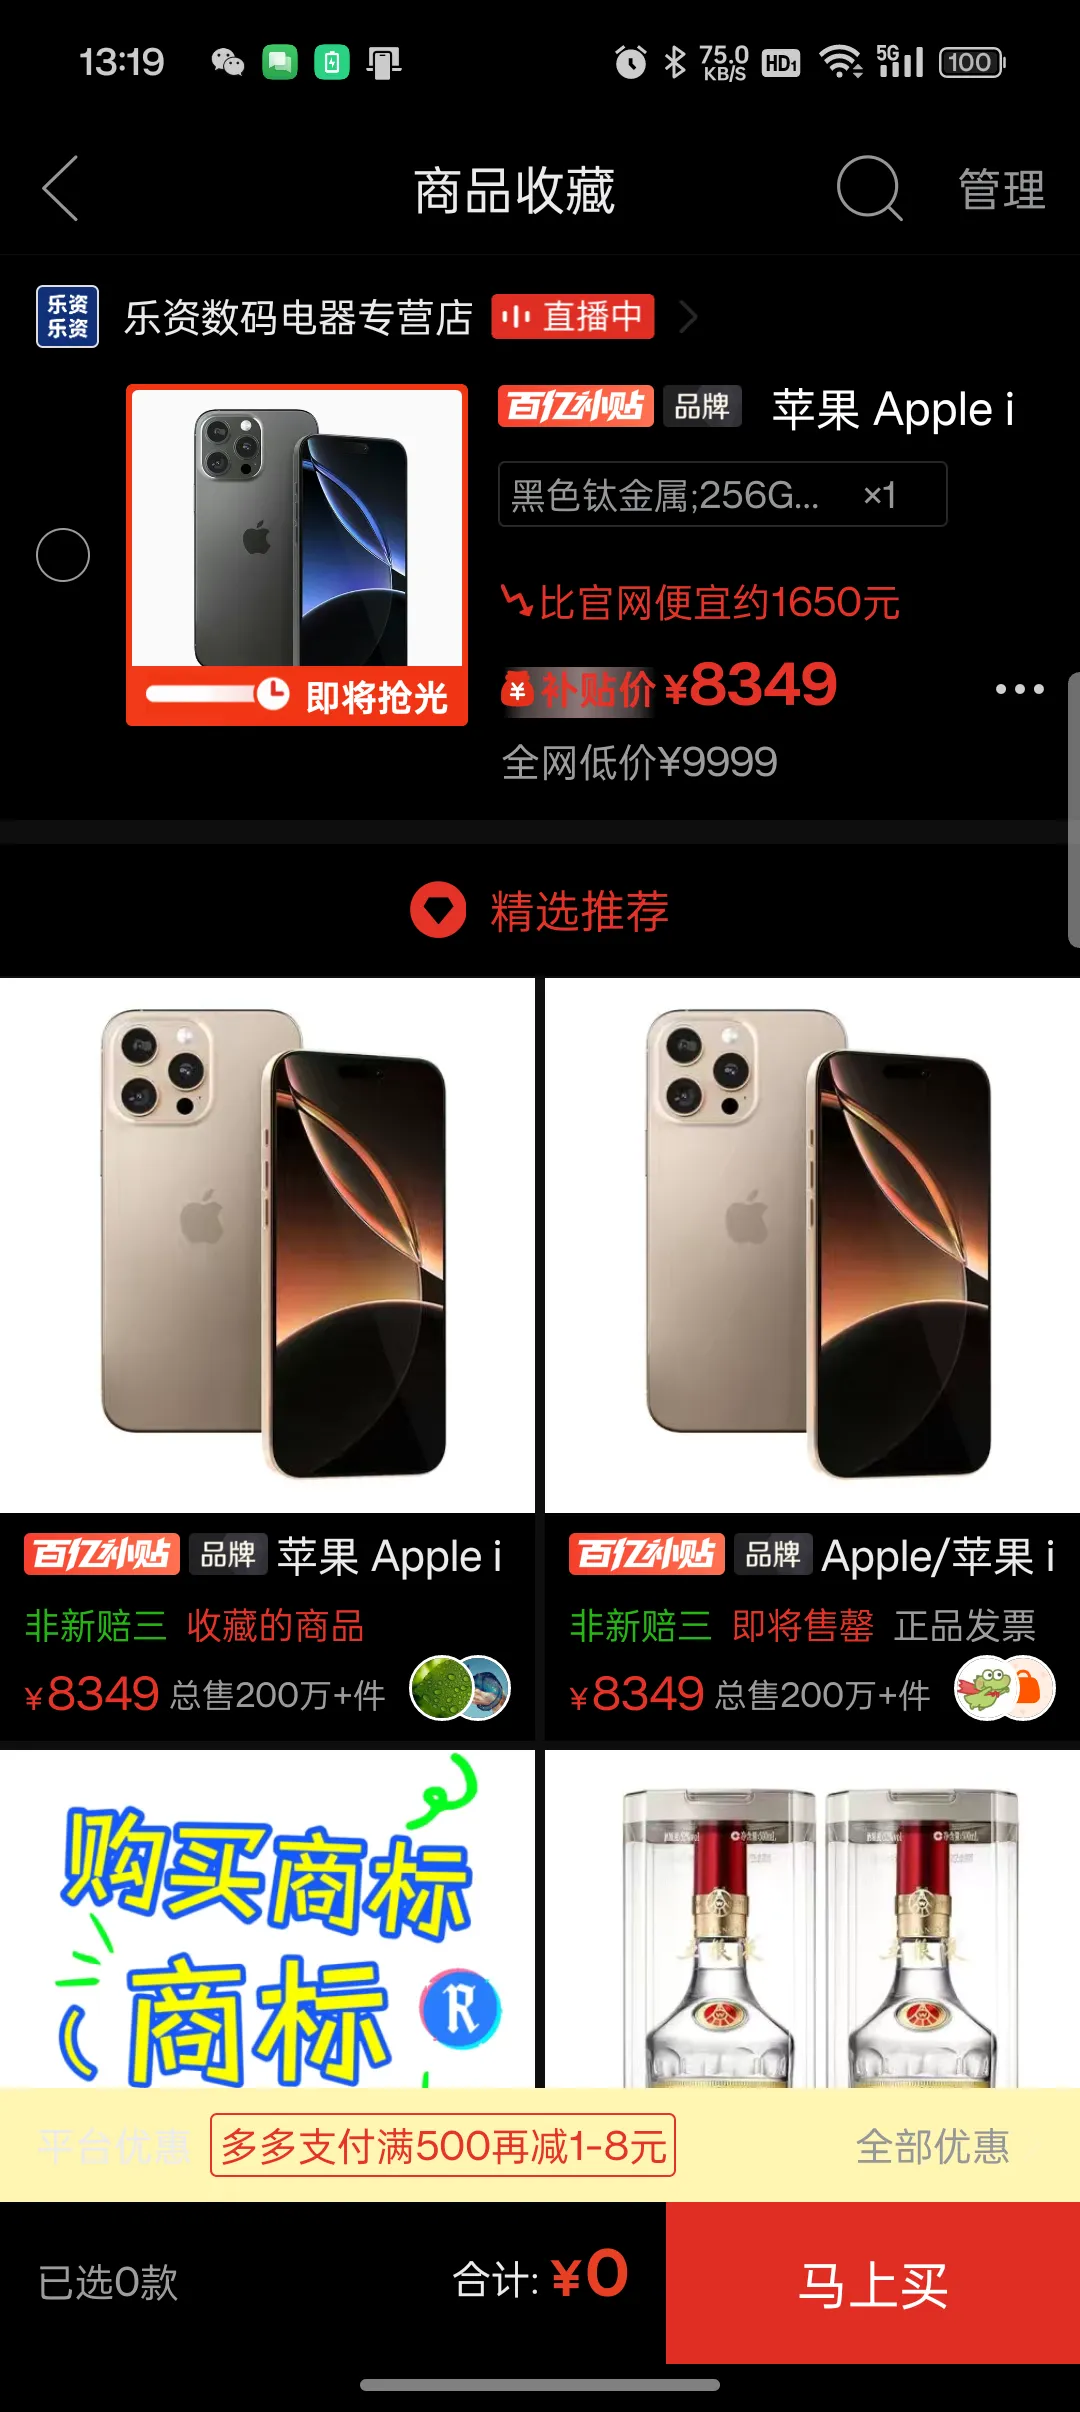 13:19
75.0 KB/S HD1 5G 100
商品收藏 管理
乐资
乐资
乐资数码电器专营店 直播中
百亿补贴 品牌 苹果 Apple i
黑色钛金属;256G... ×1
比官网便宜约1650元
补贴价 ¥8349
即将抢光
全网低价¥9999
精选推荐
百亿补贴 品牌 苹果 Apple i
非新赔三 收藏的商品
¥8349 总售200万+件
百亿补贴 品牌 Apple/苹果 i
非新赔三 即将售罄 正品发票
¥8349 总售200万+件
购买商标
商标
R
平台优惠 多多支付满500再减1-8元 全部优惠
已选0款 合计: ¥0 马上买